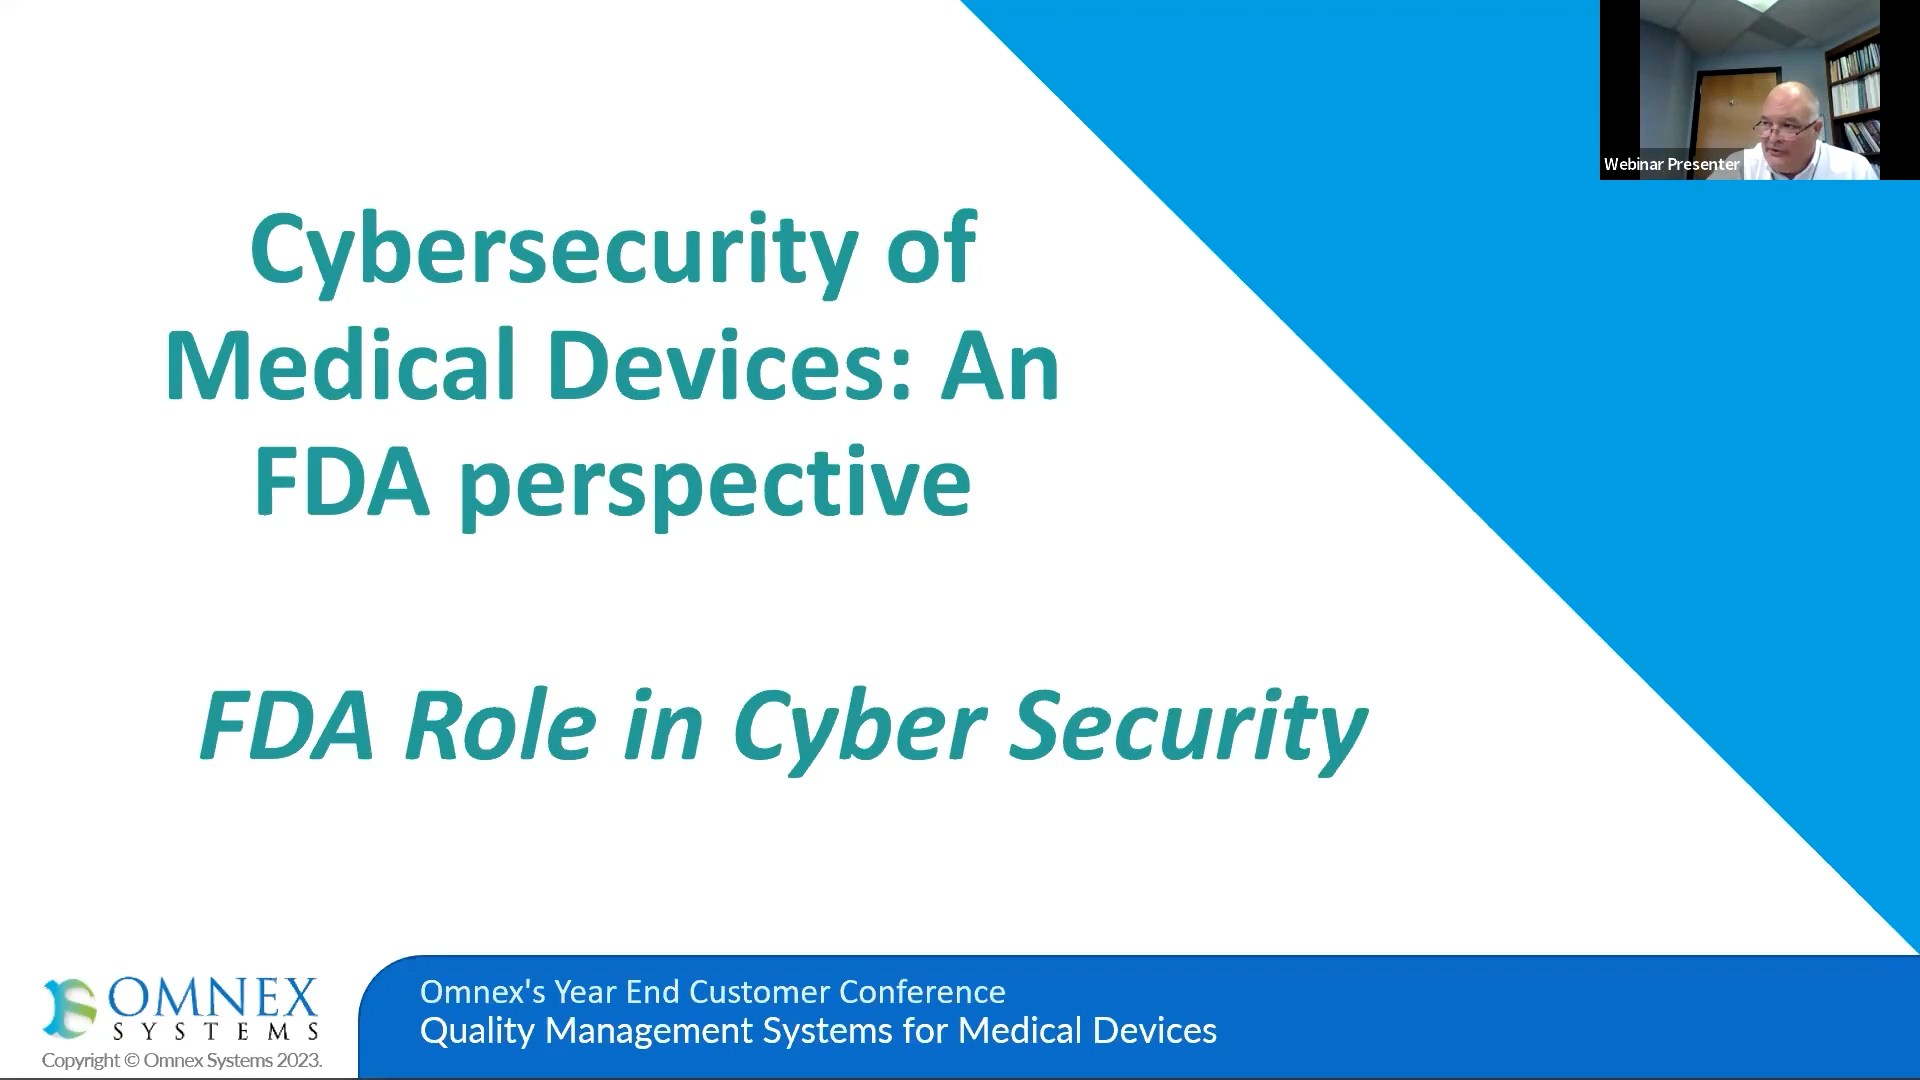 Webinar Presenter
Cybersecurity of
Medical Devices: An
FDA perspective
FDA Role in Cyber Security
OMNEX
SYSTEMS
Copyright © Omnex Systems 2023.
Omnex's Year End Customer Conference
Quality Management Systems for Medical Devices